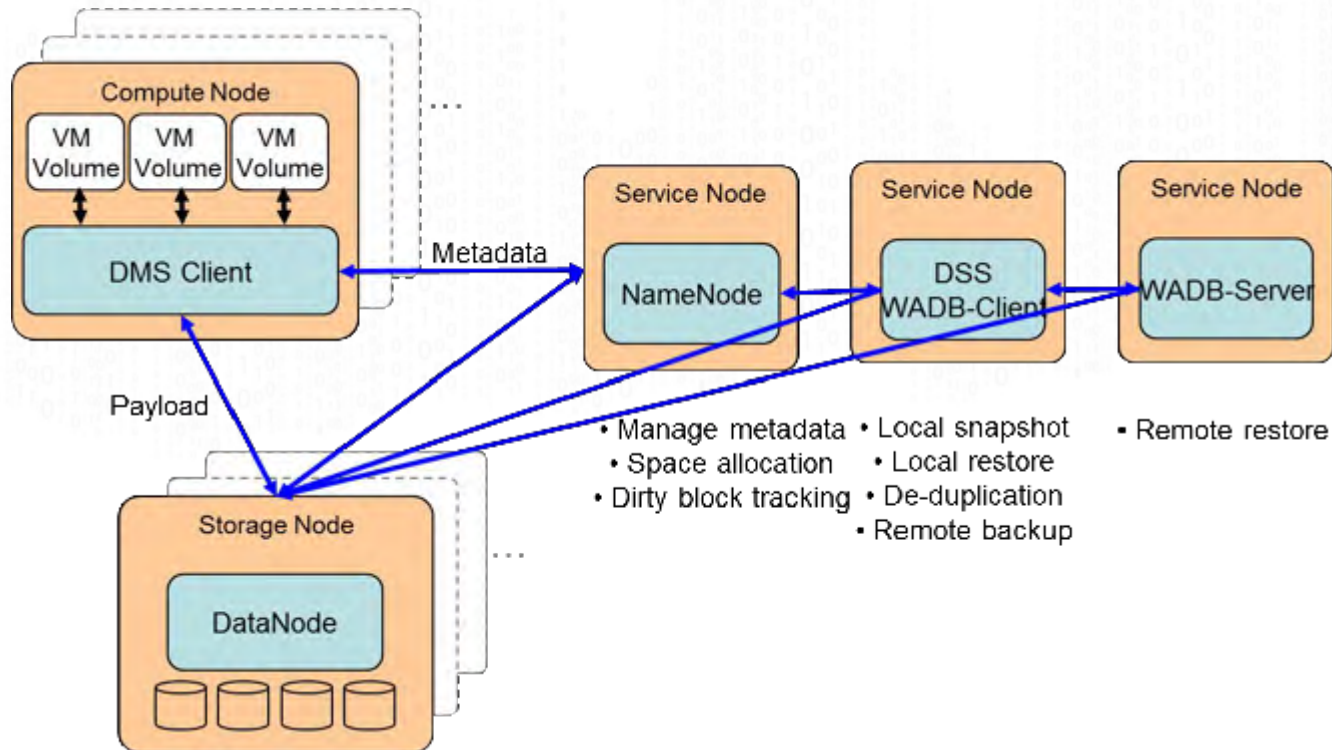 Compute Node
VM VM VM
Volume Volume Volume
DMS Client
...
Metadata
Payload
Service Node
NameNode
Service Node
DSS
WADB-Client
Service Node
WADB-Server
• Manage metadata
• Space allocation
• Dirty block tracking
• Local snapshot
• Local restore
• De-duplication
▪ Remote backup
▪ Remote restore
Storage Node
DataNode
...